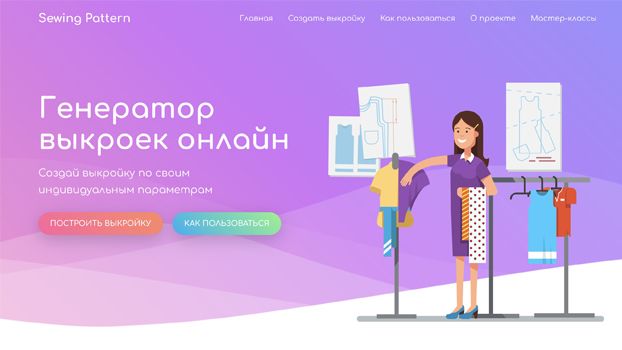 Sewing Pattern
Главная Создать выкройку Как пользоваться О проекте Мастер-классы
Генератор
выкроек онлайн
Создай выкройку по своим
индивидуальным параметрам
ПОСТРОИТЬ ВЫКРОЙКУ КАК ПОЛЬЗОВАТЬСЯ